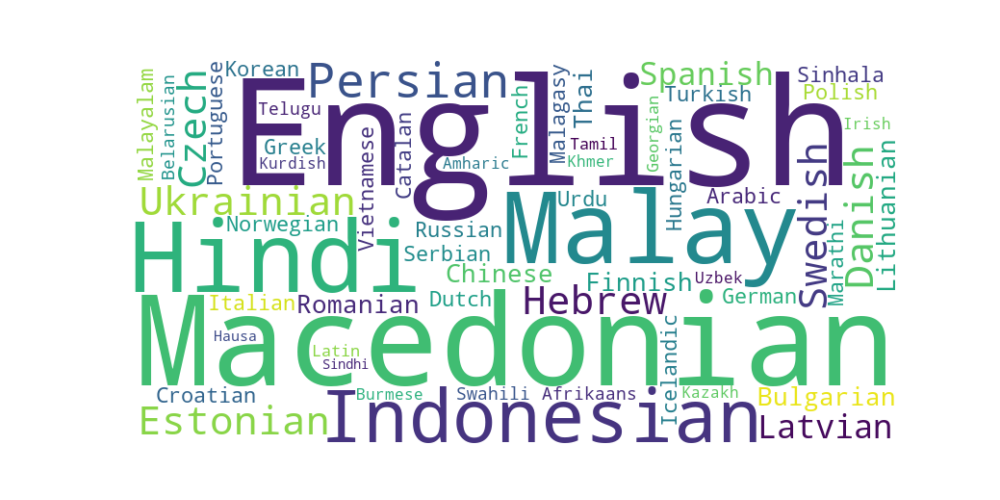 English
Malayalam
Belarusian
Czech
Portuguese
Korean
Persian
Telugu
Greek
Kurdish
Vietnamese
Catalan
Amharic
French
Malagasy
Thai
Tamil
Khmer
Spanish
Turkish
Georgian
Hungarian
Sinhala
Polish
Irish
Ukrainian
Norwegian
Hindi
Russian
Serbian
Chinese
Malay
Urdu
Arabic
Swedish
Marathi
Danish
Lithuanian
Finnish
Uzbek
Italian
Romanian
Dutch
Hebrew
German
Macedonian
Hausa
Latin
Sindhi
Icelandic
Croatian
Estonian
Burmese
Indonesian
Swahili
Afrikaans
Kazakh
Bulgarian
Latvian